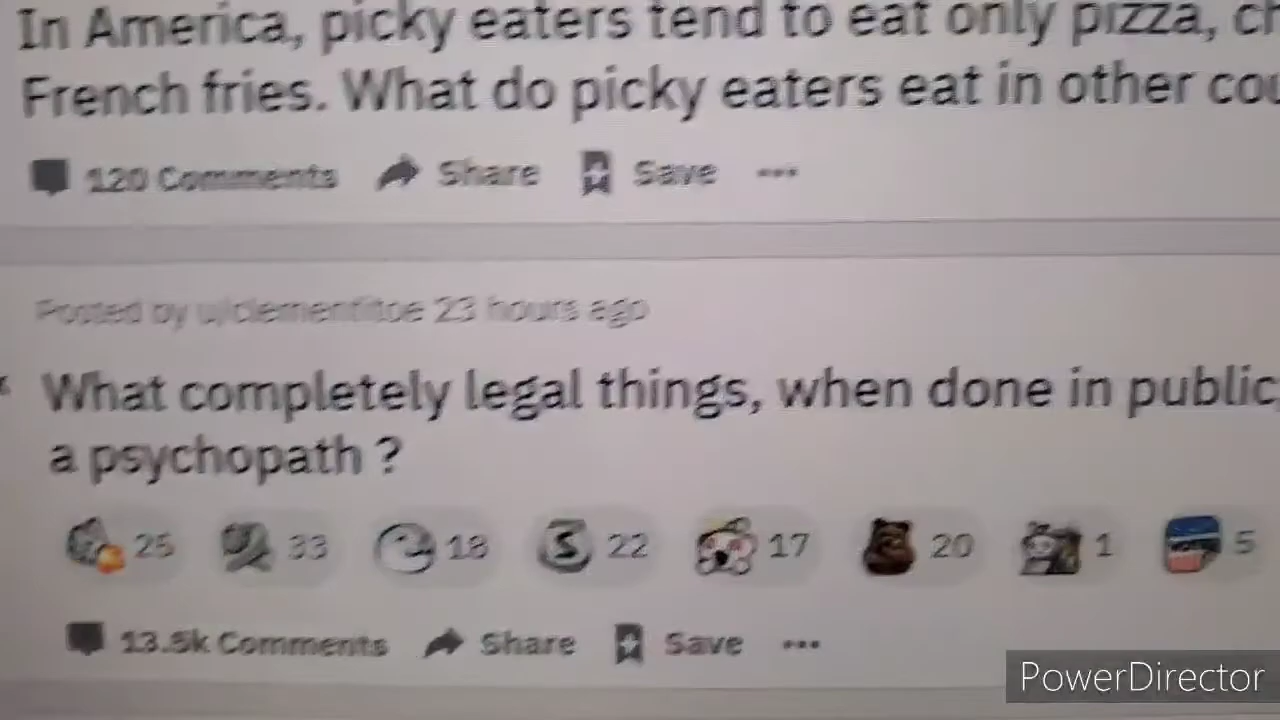 In America, picky eaters tend to eat only pizza, ch
French fries. What do picky eaters eat in other cou
120 Comments Share Save ...
Posted by u/clementitoe 23 hours ago
What completely legal things, when done in public,
a psychopath ?
25 33 18 22 17 20 1 5
13.5k Comments Share Save ...
PowerDirector